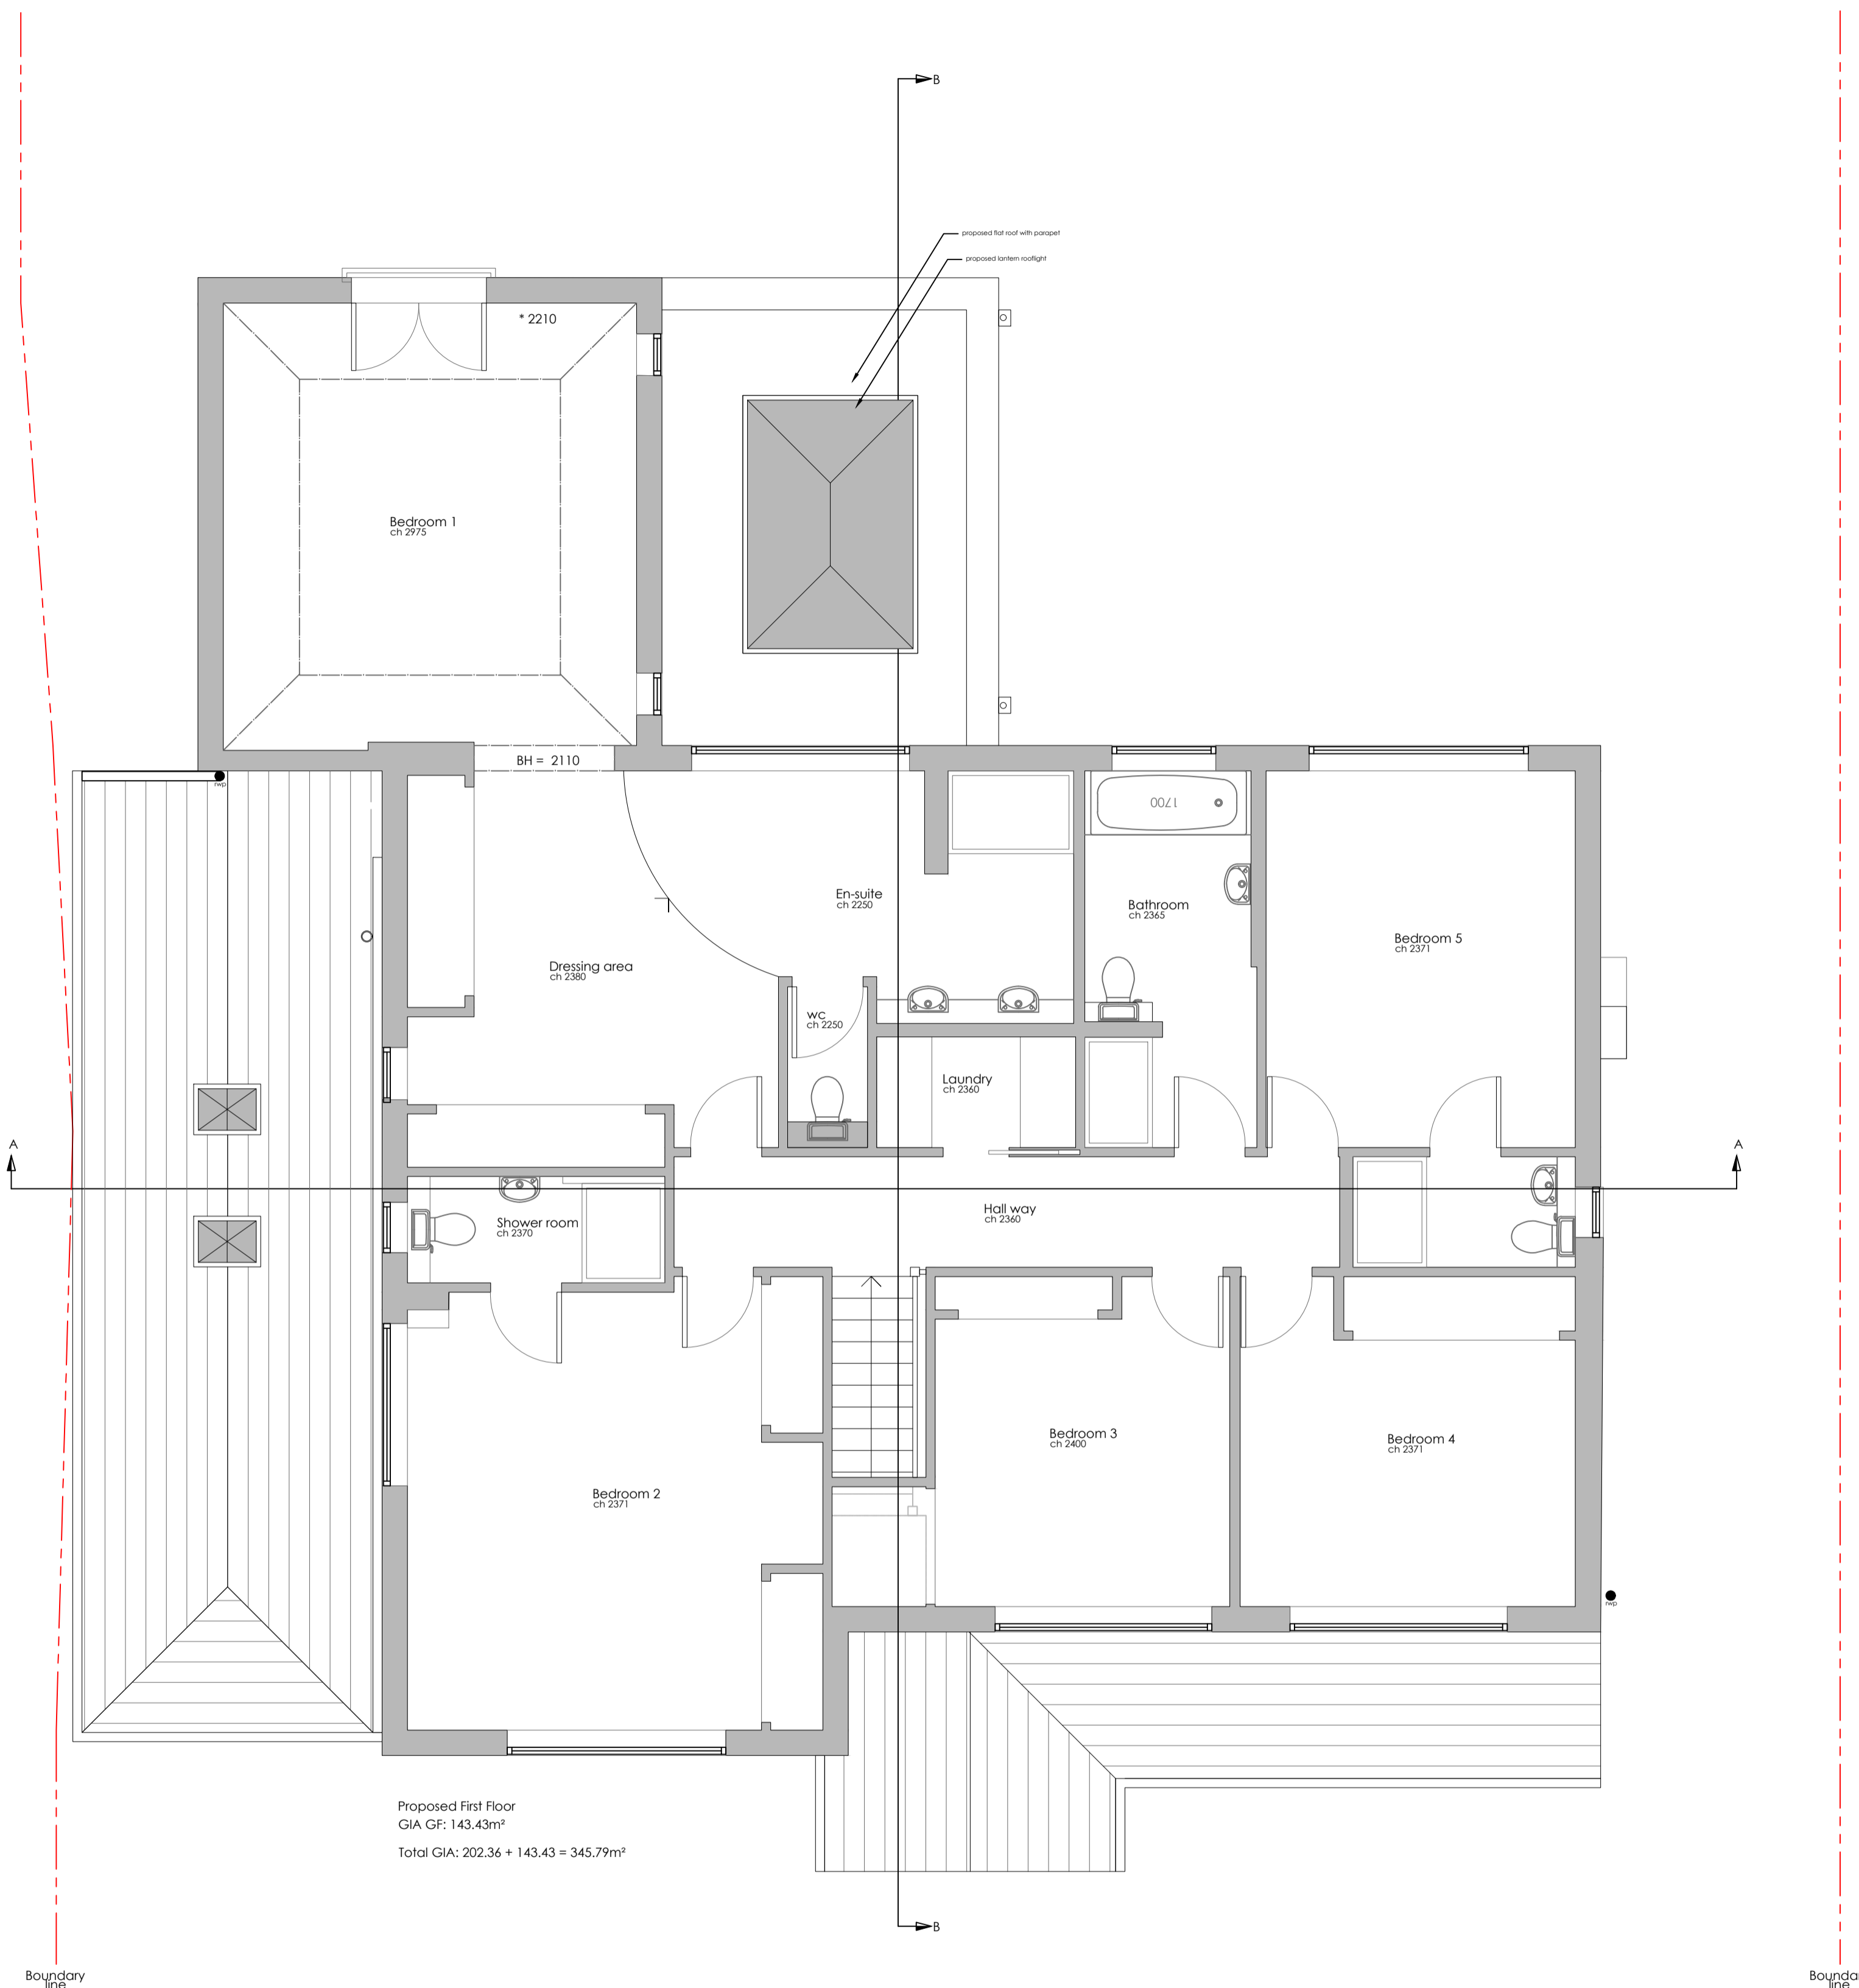 B
proposed flat roof with parapet
proposed lantern rooflight
* 2210
Bedroom 1
ch 2975
BH = 2110
rwp
1700
En-suite
ch 2250
Bathroom
ch 2365
Bedroom 5
ch 2371
Dressing area
ch 2380
wc
ch 2250
Laundry
ch 2360
A
A
Hall way
ch 2360
Shower room
ch 2370
Bedroom 3
ch 2400
Bedroom 4
ch 2371
Bedroom 2
ch 2371
rwp
Proposed First Floor
GIA GF: 143.43m²
Total GIA: 202.36 + 143.43 = 345.79m²
B
Boundary
line
Boundar
line